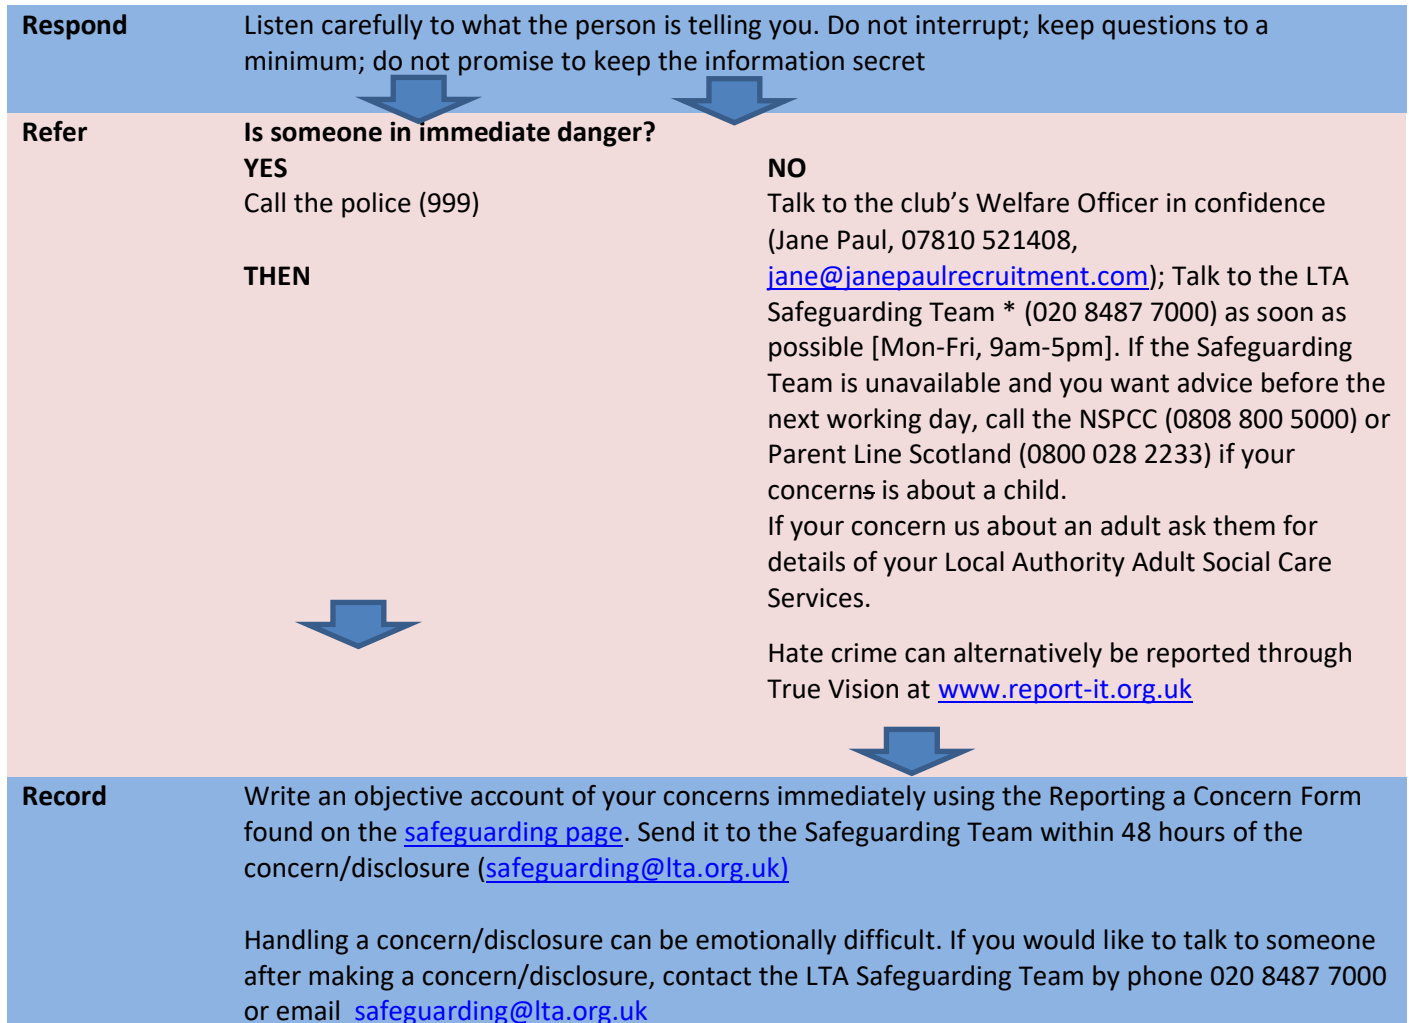 Respond
Listen carefully to what the person is telling you. Do not interrupt; keep questions to a
minimum; do not promise to keep the information secret
Refer
Is someone in immediate danger?
YES
Call the police (999)
THEN
NO
Talk to the club’s Welfare Officer in confidence
(Jane Paul, 07810 521408,
jane@janepaulrecruitment.com); Talk to the LTA
Safeguarding Team * (020 8487 7000) as soon as
possible [Mon-Fri, 9am-5pm]. If the Safeguarding
Team is unavailable and you want advice before the
next working day, call the NSPCC (0808 800 5000) or
Parent Line Scotland (0800 028 2233) if your
concerns is about a child.
If your concern us about an adult ask them for
details of your Local Authority Adult Social Care
Services.
Hate crime can alternatively be reported through
True Vision at www.report-it.org.uk
Record
Write an objective account of your concerns immediately using the Reporting a Concern Form
found on the safeguarding page. Send it to the Safeguarding Team within 48 hours of the
concern/disclosure (safeguarding@lta.org.uk)
Handling a concern/disclosure can be emotionally difficult. If you would like to talk to someone
after making a concern/disclosure, contact the LTA Safeguarding Team by phone 020 8487 7000
or email safeguarding@lta.org.uk